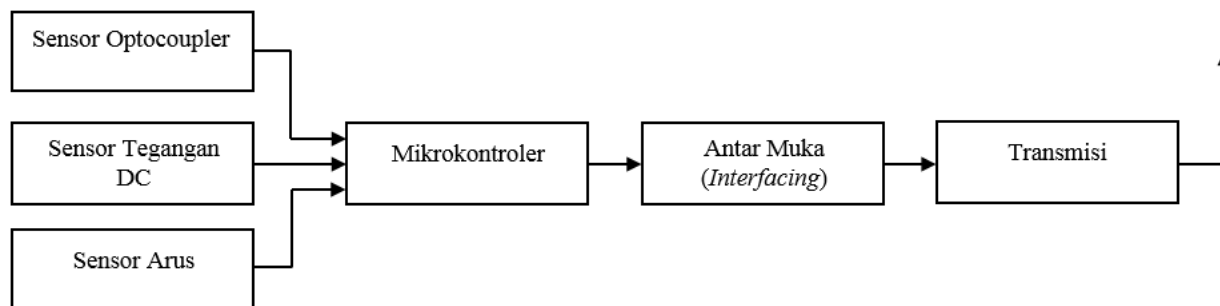 Sensor Optocoupler
Sensor Tegangan
DC
Sensor Arus
Mikrokontroler
Antar Muka
(Interfacing)
Transmisi